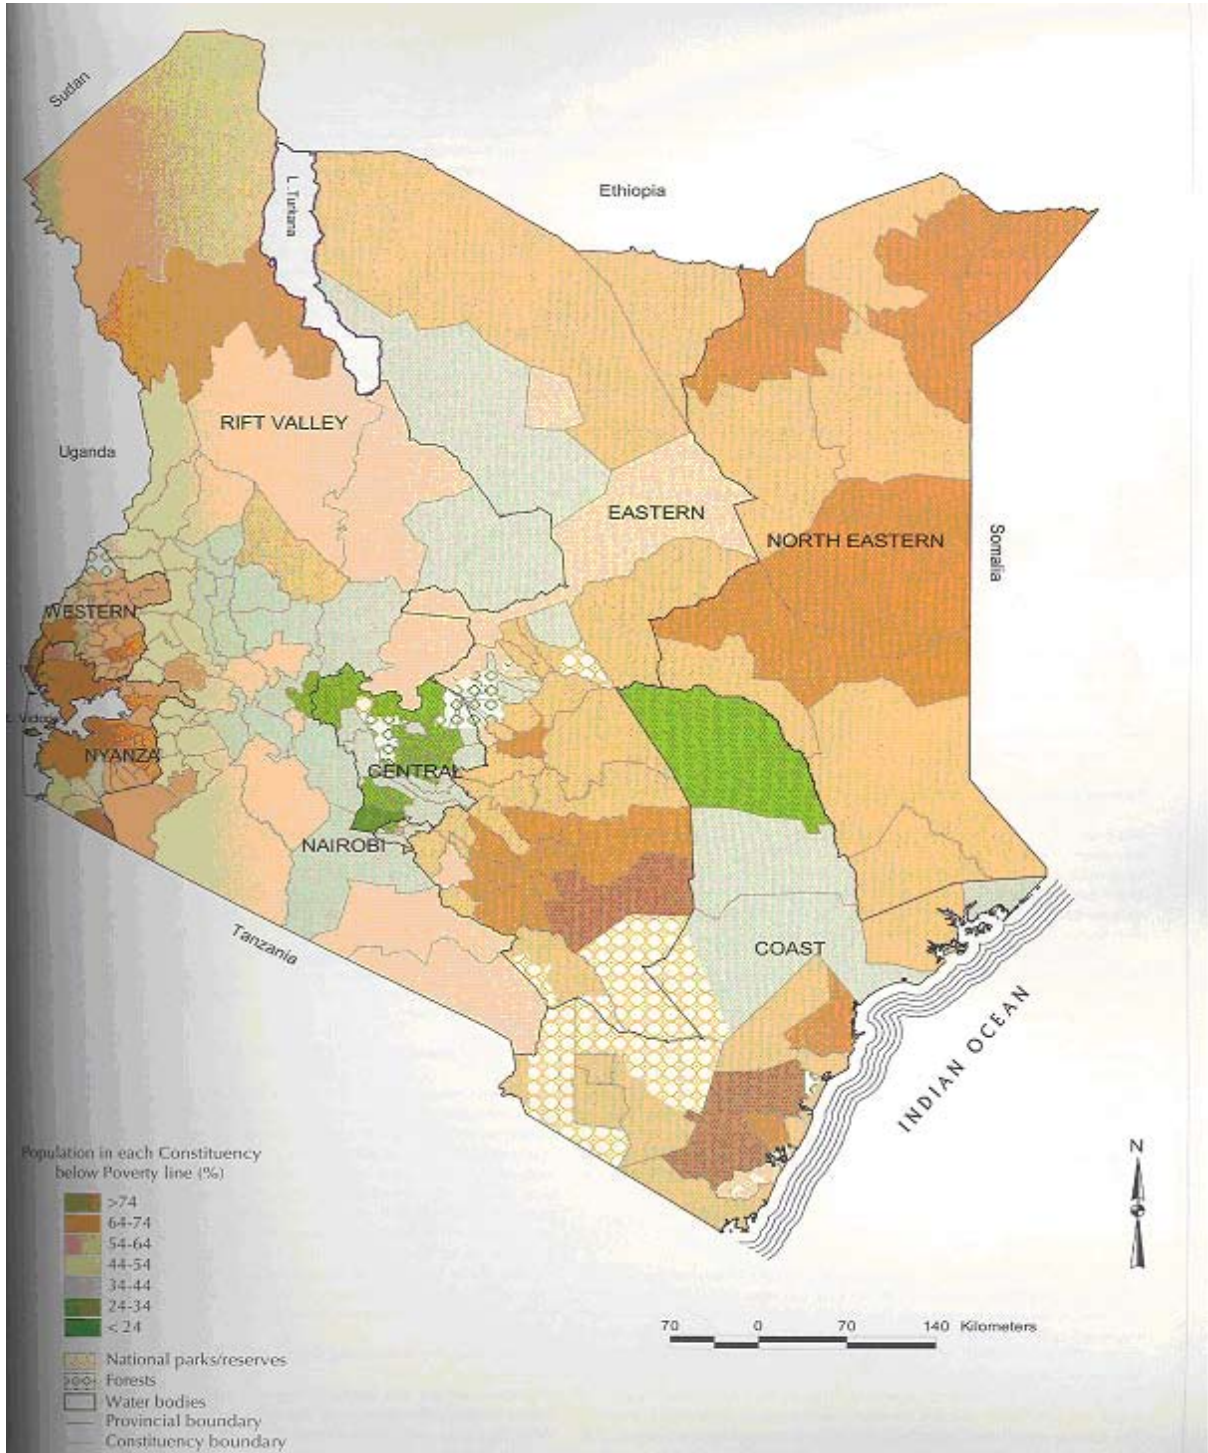 Sudan
Ethiopia
L. Turkana
RIFT VALLEY
Uganda
EASTERN
NORTH EASTERN
Somalia
WESTERN
NYANZA
CENTRAL
NAIROBI
Tanzania
COAST
INDIAN OCEAN
Population in each Constituency
below Poverty line (%)
>74
64-74
54-64
44-54
34-44
24-34
< 24
National parks/reserves
Forests
Water bodies
Provincial boundary
Constituency boundary
N
70 0 70 140 Kilometers